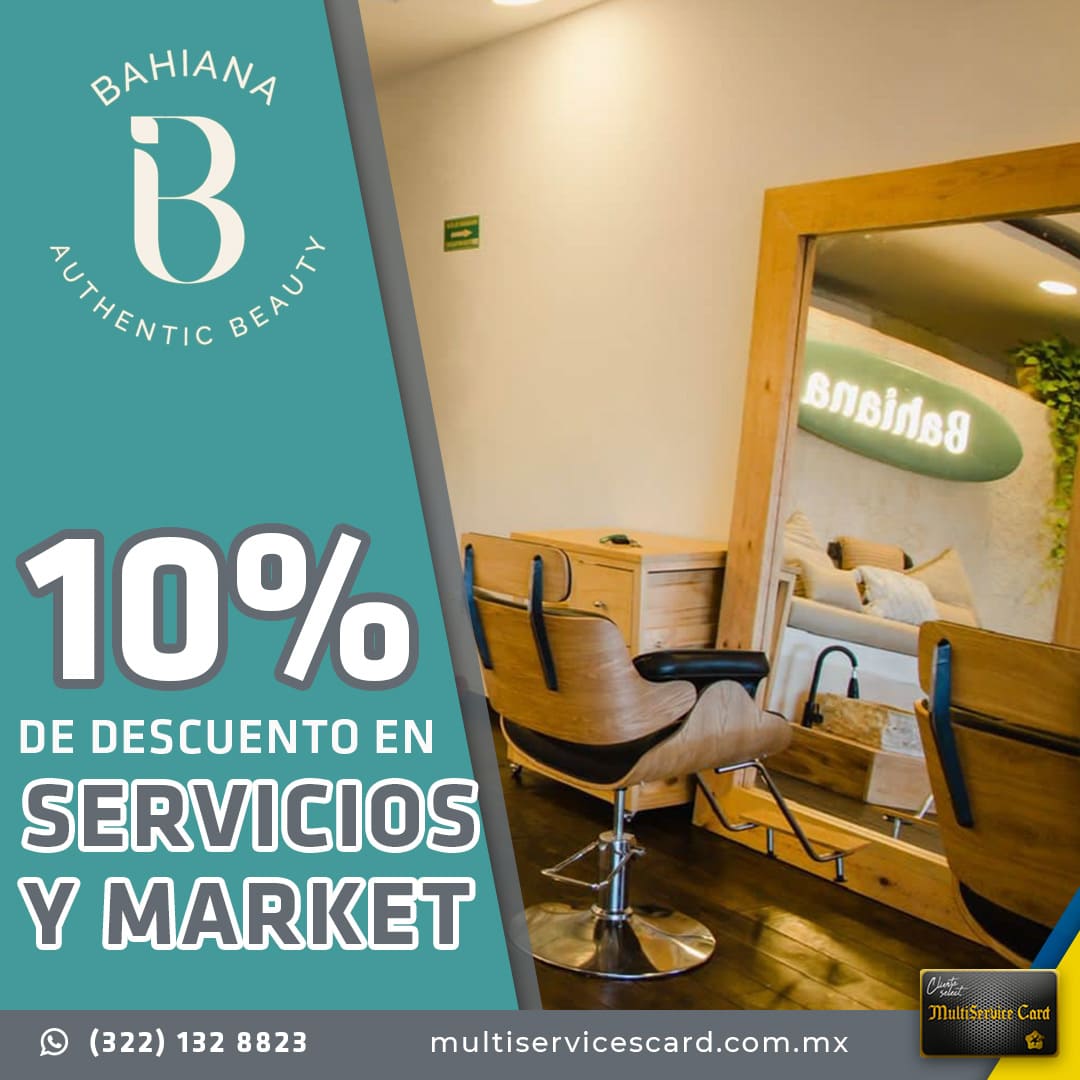 BAHIANA
B
AUTHENTIC BEAUTY
Bahiana
10%
DE DESCUENTO EN
SERVICIOS
Y MARKET
Cliente
select
MultiService Card
(322) 132 8823
multiservicescard.com.mx